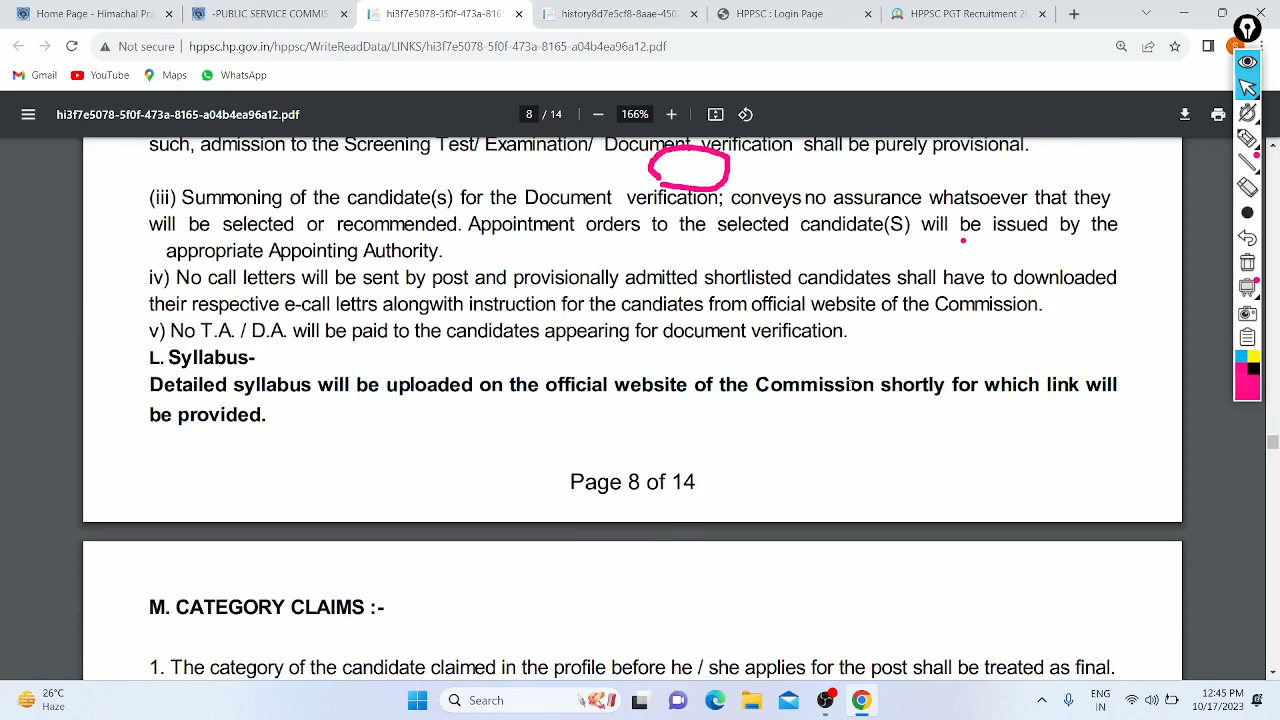 Home Page - Himachal Pra
-PUBLIC SERVICE COMMIS
hi3f7e5078-5f0f-473a-816
history8d7e5cf8-8aae-450
HPPSC : Login Page
HPPSC PGT Recruitment 20
Not secure
hppsc.hp.gov.in/hppsc/WriteReadData/LINKS/hi3f7e5078-5f0f-473a-8165-a04b4ea96a12.pdf
Gmail
YouTube
Maps
WhatsApp
hi3f7e5078-5f0f-473a-8165-a04b4ea96a12.pdf
8 / 14
166%
such, admission to the Screening Test/ Examination/ Document verification shall be purely provisional.
(iii) Summoning of the candidate(s) for the Document verification; conveys no assurance whatsoever that they
will be selected or recommended. Appointment orders to the selected candidate(S) will be issued by the
appropriate Appointing Authority.
iv) No call letters will be sent by post and provisionally admitted shortlisted candidates shall have to downloaded
their respective e-call lettrs alongwith instruction for the candiates from official website of the Commission.
v) No T.A. / D.A. will be paid to the candidates appearing for document verification.
L. Syllabus-
Detailed syllabus will be uploaded on the official website of the Commission shortly for which link will
be provided.
Page 8 of 14
M. CATEGORY CLAIMS :-
1. The category of the candidate claimed in the profile before he / she applies for the post shall be treated as final.
26°C
Haze
Search
ENG
IN
12:45 PM
10/17/2023